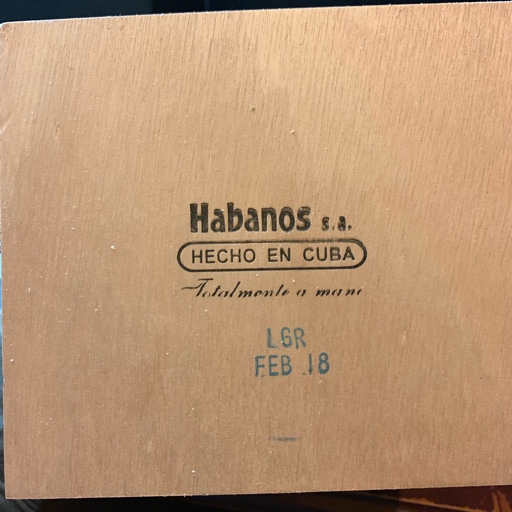 Habanos s.a.
HECHO EN CUBA
Totalmente a mano
LGR
FEB 18